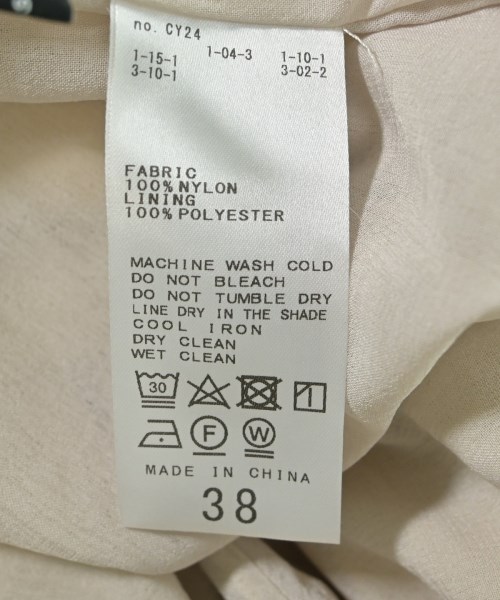 no. CY24
1-15-1 1-04-3 1-10-1
3-10-1 3-02-2
FABRIC
100%NYLON
LINING
100%POLYESTER
MACHINE WASH COLD
DO NOT BLEACH
DO NOT TUMBLE DRY
LINE DRY IN THE SHADE
COOL IRON
DRY CLEAN
WET CLEAN
30
F W
MADE IN CHINA
38